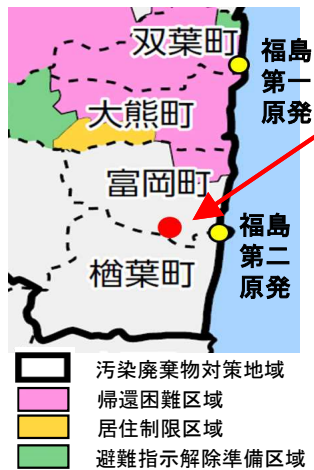 双葉町
福島
第一
原発
大熊町
富岡町
福島
第二
原発
楢葉町
汚染廃棄物対策地域
帰還困難区域
居住制限区域
避難指示解除準備区域